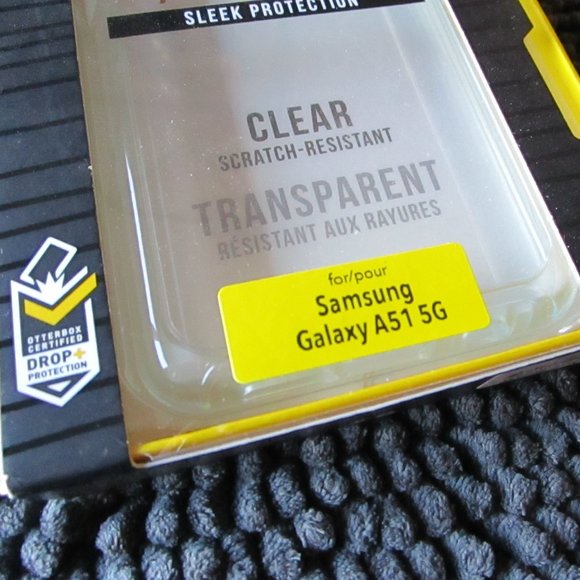 SLEEK PROTECTION
CLEAR
SCRATCH-RESISTANT
TRANSPARENT
RÉSISTANT AUX RAYURES
for/pour
Samsung
Galaxy A51 5G
OTTERBOX
CERTIFIED
DROP+
PROTECTION